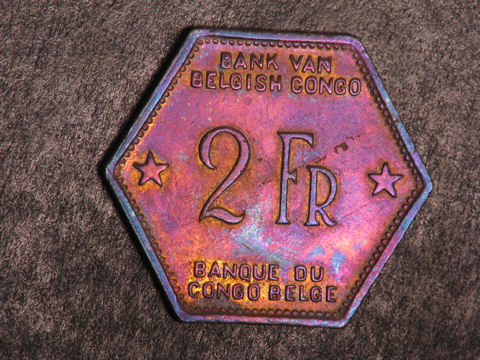 BANK VAN
BELGISH CONGO
2 FR
BANQUE DU
CONGO BELGE